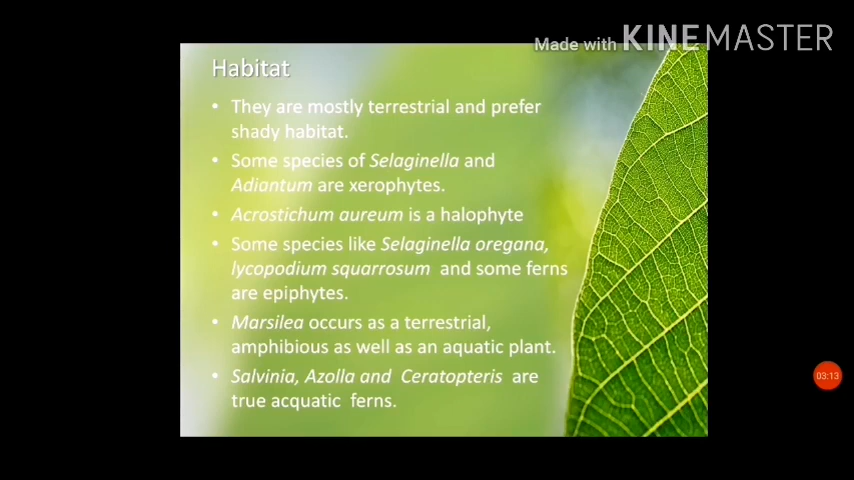 Made with KINEMASTER
Habitat
• They are mostly terrestrial and prefer
shady habitat.
• Some species of Selaginella and
Adiantum are xerophytes.
• Acrostichum aureum is a halophyte
• Some species like Selaginella oregana,
lycopodium squarrosum and some ferns
are epiphytes.
• Marsilea occurs as a terrestrial,
amphibious as well as an aquatic plant.
• Salvinia, Azolla and Ceratopteris are
true acquatic ferns.
03:13